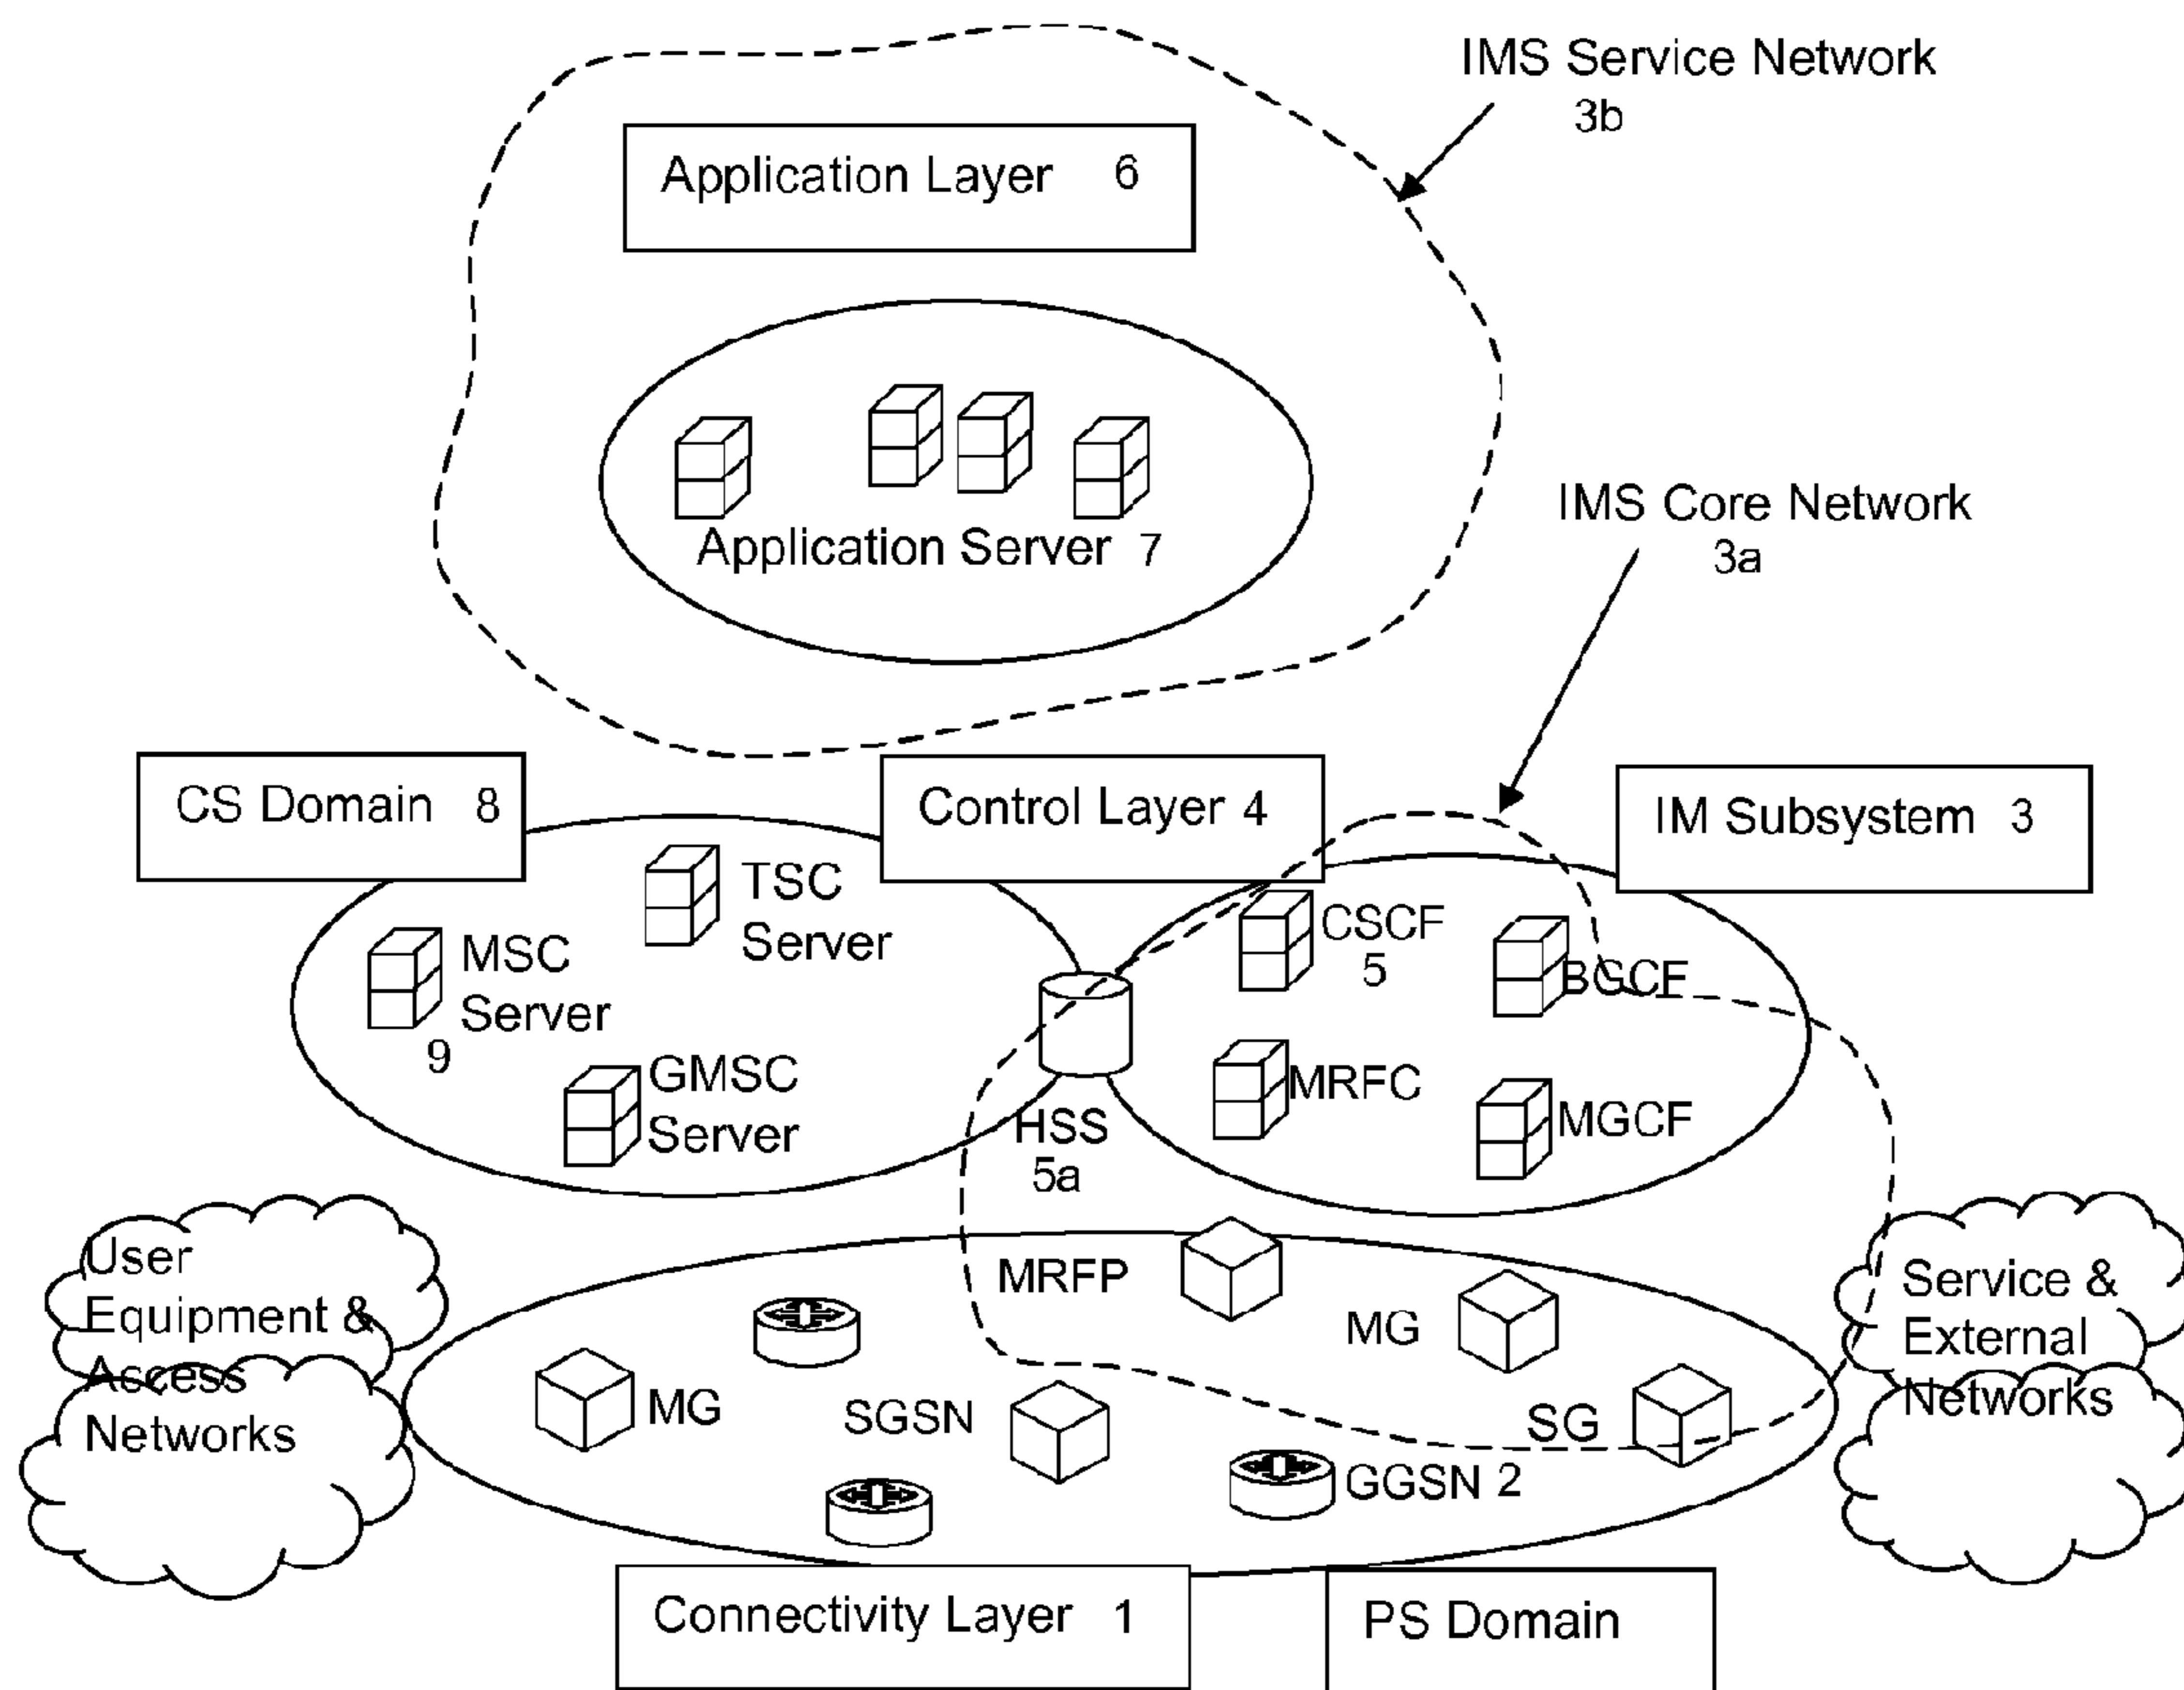 IMS Service Network
3b
Application Layer 6
Application Server 7
IMS Core Network
3a
CS Domain 8
Control Layer 4
IM Subsystem 3
TSC
Server
MSC
Server
9
GMSC
Server
HSS
5a
CSCF
5
BGCF
MRFC
MGCF
User
Equipment &
Access
Networks
MRFP
MG
MG
SGSN
SG
GGSN 2
Service &
External
Networks
Connectivity Layer 1
PS Domain